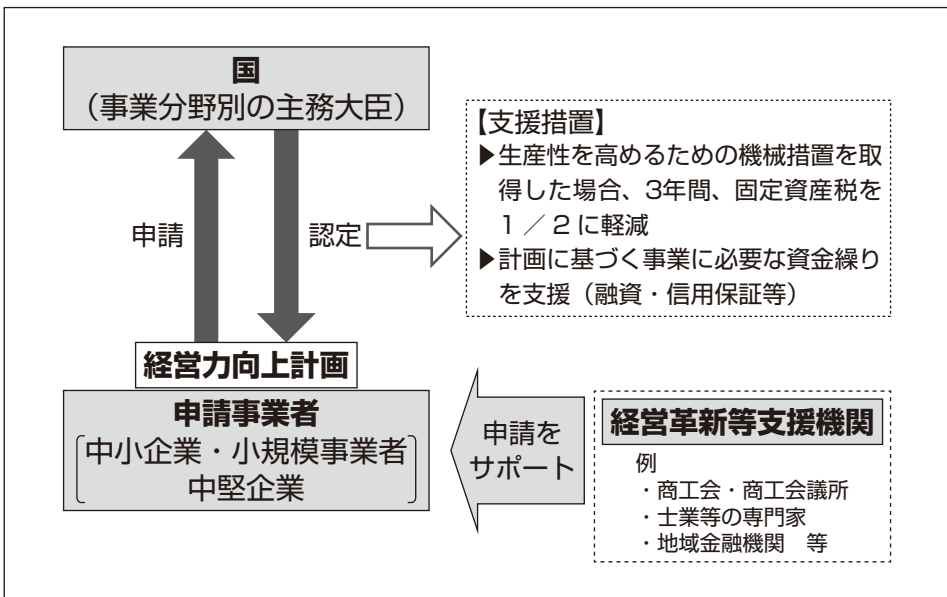 国
（事業分野別の主務大臣）
申請
認定
【支援措置】
▶生産性を高めるための機械措置を取
得した場合、3年間、固定資産税を
1／2に軽減
▶計画に基づく事業に必要な資金繰り
を支援（融資・信用保証等）
経営力向上計画
申請事業者
中小企業・小規模事業者
中堅企業
申請を
サポート
経営革新等支援機関
例
・商工会・商工会議所
・士業等の専門家
・地域金融機関　等